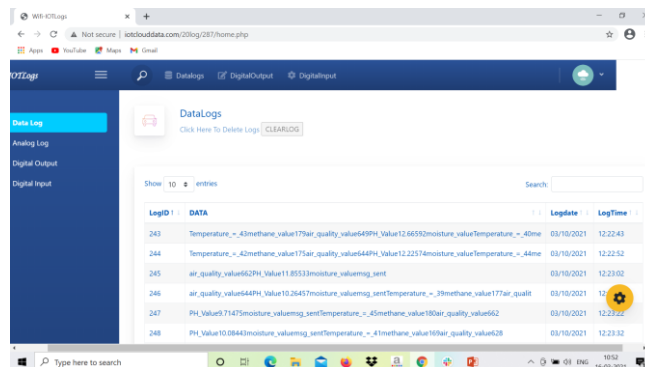 Wifi-IOTLogs
Not secure | iotclouddata.com/20log/287/home.php
Apps YouTube Maps Gmail
IOTLogs Datalogs DigitalOutput DigitalInput
Data Log
Analog Log
Digital Output
Digital Input
DataLogs
Click Here To Delete Logs CLEARLOG
Show 10 entries Search:
LogID DATA Logdate LogTime
243 Temperature_=_43methane_value179air_quality_value649PH_Value12.66592moisture_valueTemperature_=_40me 03/10/2021 12:22:43
244 Temperature_=_42methane_value175air_quality_value644PH_Value12.22574moisture_valueTemperature_=_44me 03/10/2021 12:22:52
245 air_quality_value662PH_Value11.85533moisture_valuemsg_sent 03/10/2021 12:23:02
246 air_quality_value644PH_Value10.26457moisture_valuemsg_sentTemperature_=_39methane_value177air_qualit 03/10/2021
247 PH_Value9.71475moisture_valuemsg_sentTemperature_=_45methane_value180air_quality_value662 03/10/2021 12:23:22
248 PH_Value10.08443moisture_valuemsg_sentTemperature_=_41methane_value169air_quality_value628 03/10/2021 12:23:32
Type here to search ENG 10:52